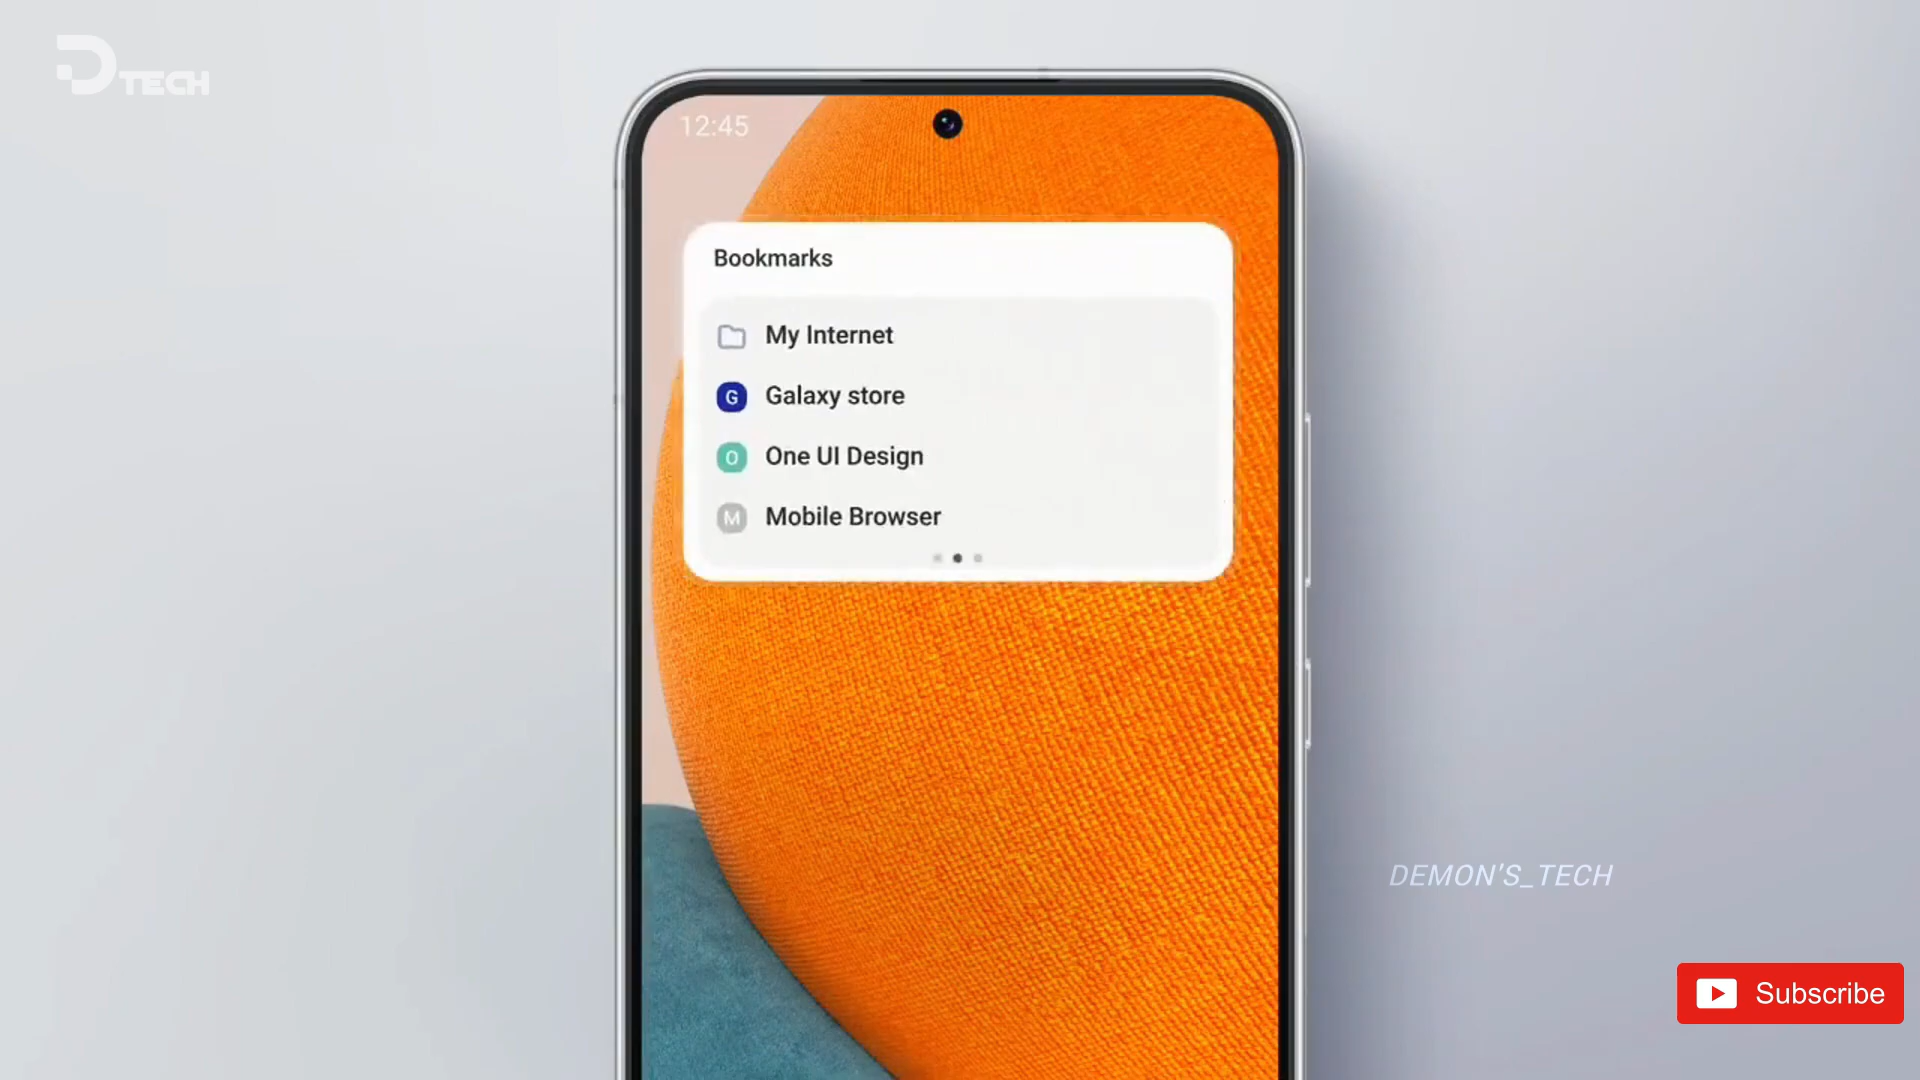 D TECH
12:45
Bookmarks
My Internet
G Galaxy store
O One UI Design
M Mobile Browser
DEMON'S_TECH
Subscribe